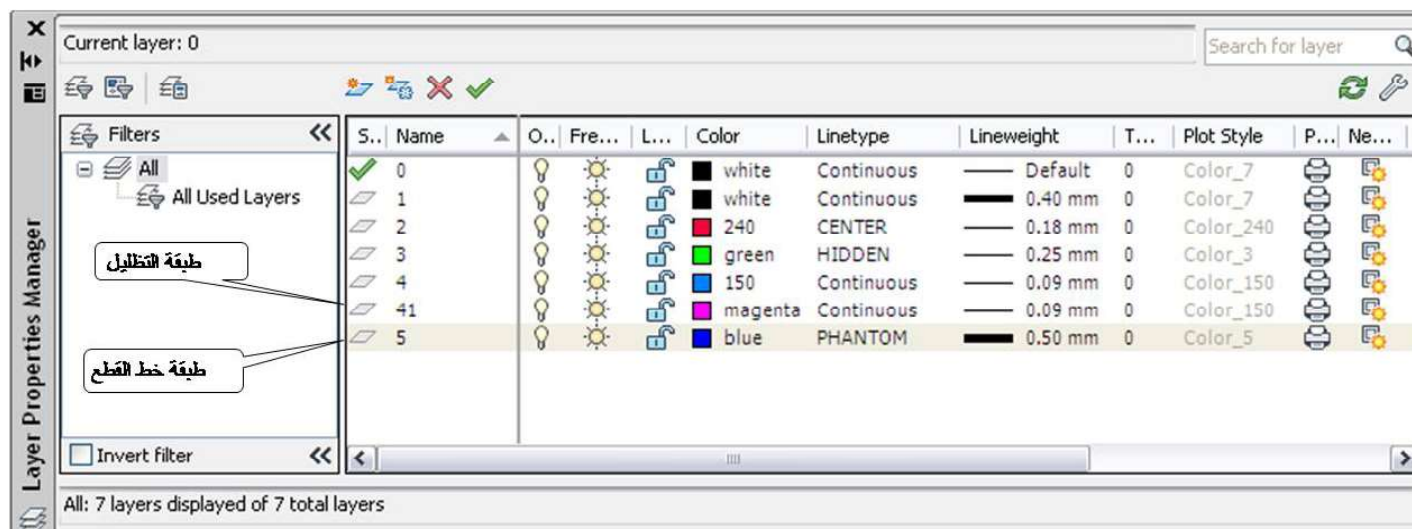 Current layer: 0
Search for layer
Filters
All
All Used Layers
S.. Name O.. Fre... L... Color Linetype Lineweight T... Plot Style P... Ne...
0 white Continuous Default 0 Color_7
1 white Continuous 0.40 mm 0 Color_7
2 240 CENTER 0.18 mm 0 Color_240
3 green HIDDEN 0.25 mm 0 Color_3
4 150 Continuous 0.09 mm 0 Color_150
41 magenta Continuous 0.09 mm 0 Color_150
5 blue PHANTOM 0.50 mm 0 Color_5
طبقة التظليل
طبقة خط القطع
Invert filter
All: 7 layers displayed of 7 total layers
Layer Properties Manager